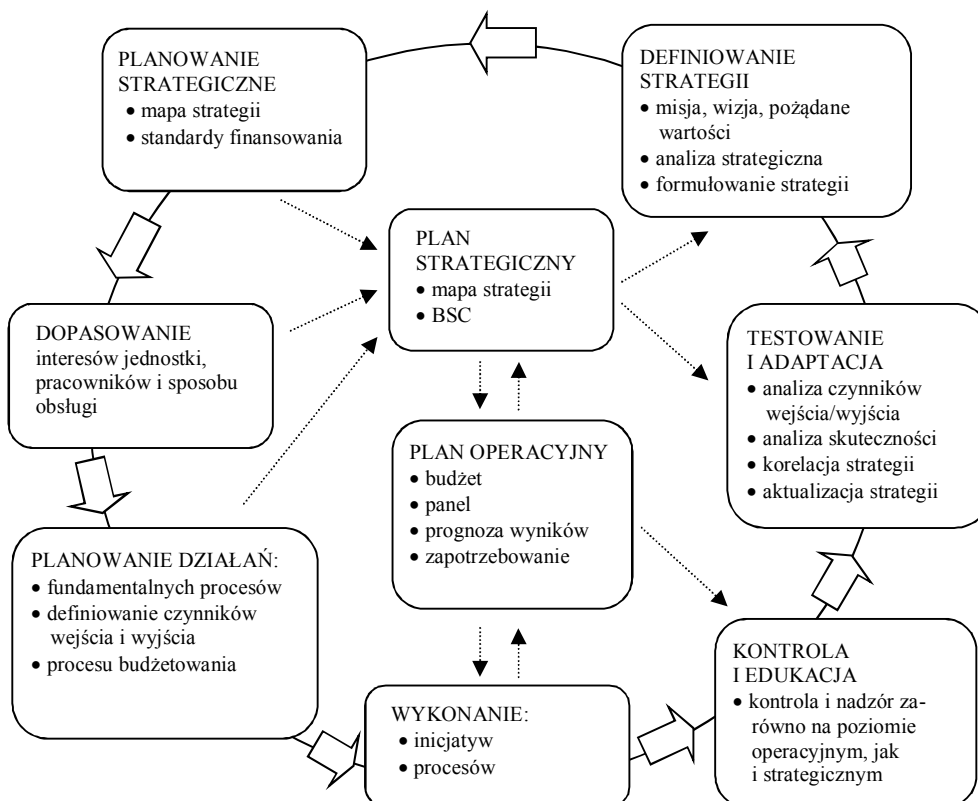 PLANOWANIE
STRATEGICZNE
• mapa strategii
• standardy finansowania
DEFINIOWANIE
STRATEGII
• misja, wizja, pożądane
wartości
• analiza strategiczna
• formułowanie strategii
PLAN
STRATEGICZNY
• mapa strategii
• BSC
DOPASOWANIE
interesów jednostki,
pracowników i sposobu
obsługi
TESTOWANIE
I ADAPTACJA
• analiza czynników
wejścia/wyjścia
• analiza skuteczności
• korelacja strategii
• aktualizacja strategii
PLAN OPERACYJNY
• budżet
• panel
• prognoza wyników
• zapotrzebowanie
PLANOWANIE DZIAŁAŃ:
• fundamentalnych procesów
• definiowanie czynników
wejścia i wyjścia
• procesu budżetowania
WYKONANIE:
• inicjatyw
• procesów
KONTROLA
I EDUKACJA
• kontrola i nadzór za-
równo na poziomie
operacyjnym, jak
i strategicznym